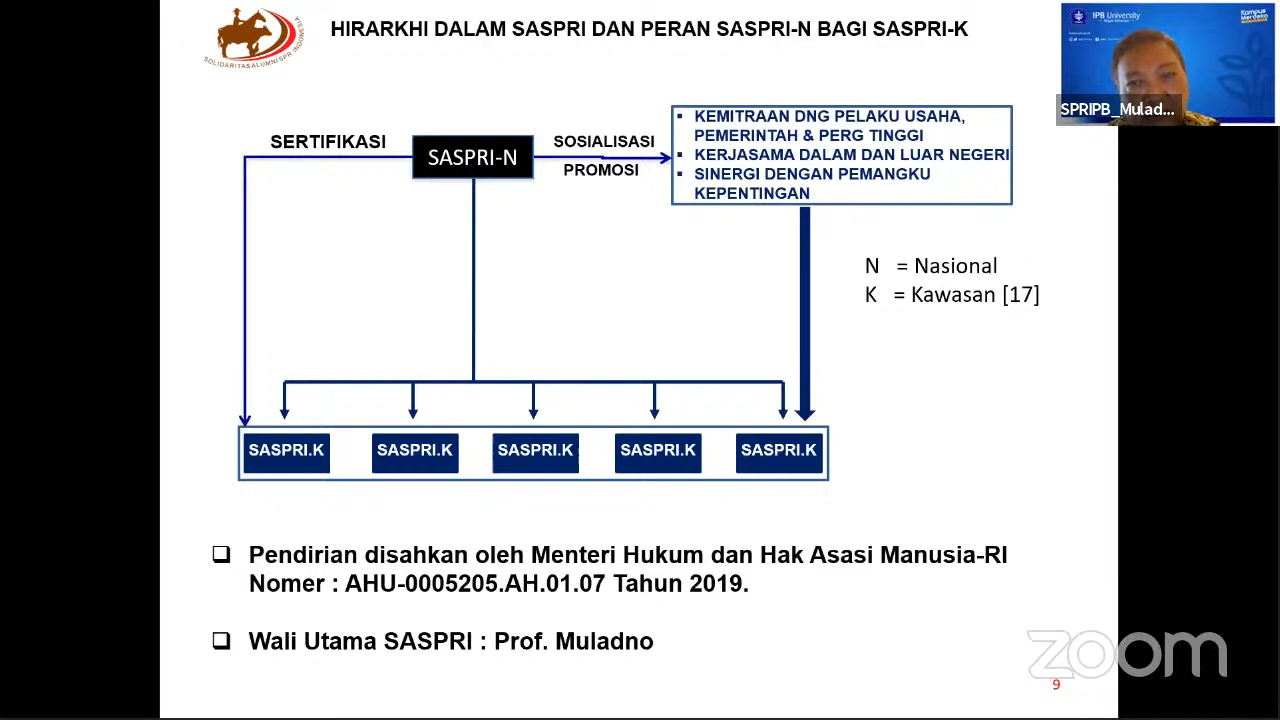 HIRARKHI DALAM SASPRI DAN PERAN SASPRI-N BAGI SASPRI-K
SOLIDARITAS ALUMNI SPR INDONESIA
IPB University
Kampus
Merdeka
SPRIPB_Mulad...
SERTIFIKASI
SASPRI-N
SOSIALISASI
PROMOSI
▪ KEMITRAAN DNG PELAKU USAHA,
PEMERINTAH & PERG TINGGI
▪ KERJASAMA DALAM DAN LUAR NEGERI
▪ SINERGI DENGAN PEMANGKU
KEPENTINGAN
N = Nasional
K = Kawasan [17]
SASPRI.K
SASPRI.K
SASPRI.K
SASPRI.K
SASPRI.K
❑ Pendirian disahkan oleh Menteri Hukum dan Hak Asasi Manusia-RI
Nomer : AHU-0005205.AH.01.07 Tahun 2019.
❑ Wali Utama SASPRI : Prof. Muladno
zoom
9